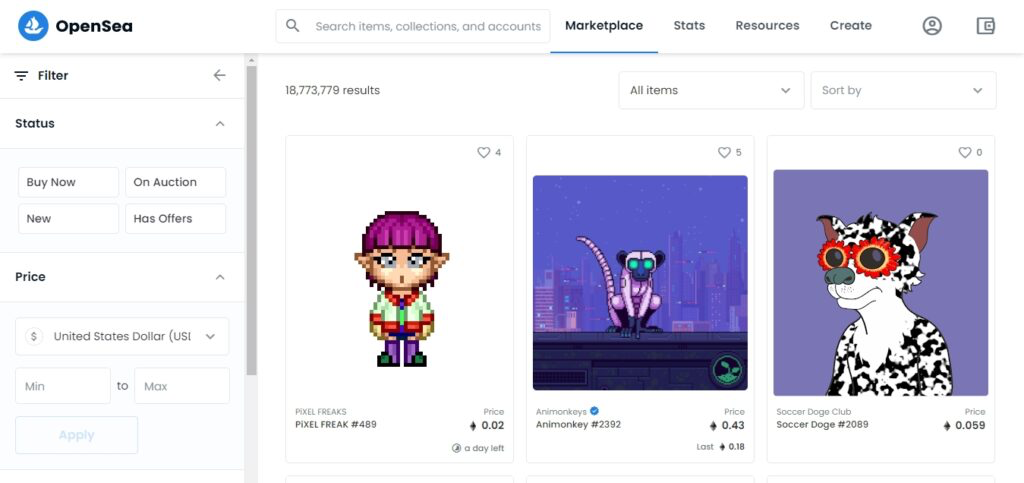 OpenSea
Search items, collections, and accounts
Marketplace
Stats
Resources
Create
Filter
Status
Buy Now
On Auction
New
Has Offers
Price
$ United States Dollar (USD
Min
to
Max
Apply
18,773,779 results
All items
Sort by
4
PiXEL FREAKS
Price
PiXEL FREAK #489
0.02
a day left
5
Animonkeys
Price
Animonkey #2392
0.43
Last 0.18
0
Soccer Doge Club
Price
Soccer Doge #2089
0.059